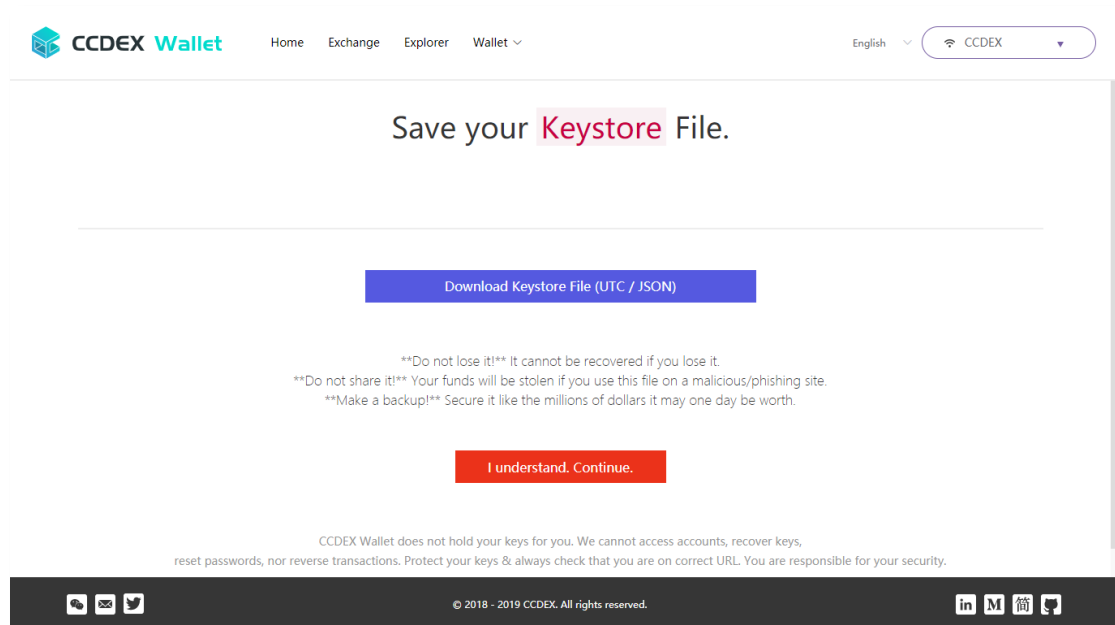 CCDEX Wallet
Home Exchange Explorer Wallet
English
CCDEX
Save your Keystore File.
Download Keystore File (UTC / JSON)
**Do not lose it!** It cannot be recovered if you lose it.
**Do not share it!** Your funds will be stolen if you use this file on a malicious/phishing site.
**Make a backup!** Secure it like the millions of dollars it may one day be worth.
I understand. Continue.
CCDEX Wallet does not hold your keys for you. We cannot access accounts, recover keys,
reset passwords, nor reverse transactions. Protect your keys & always check that you are on correct URL. You are responsible for your security.
© 2018 - 2019 CCDEX. All rights reserved.
in M 简